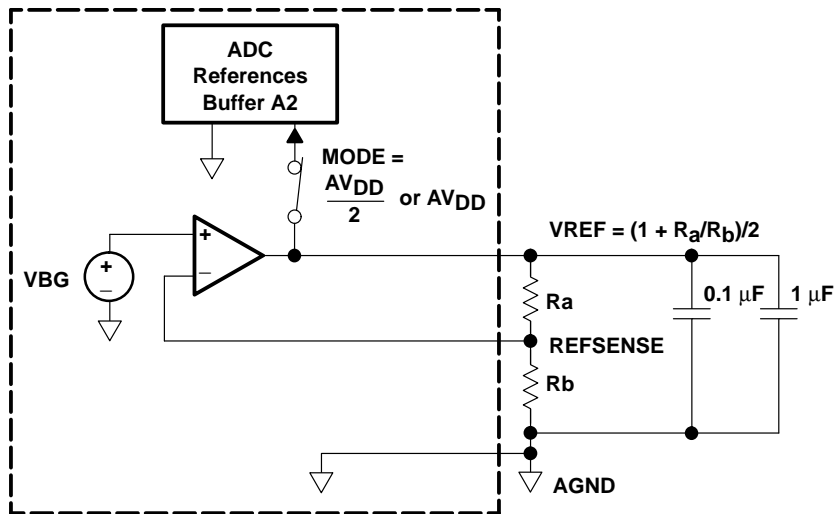 ADC
References
Buffer A2
MODE =
AVDD
2
or AVDD
VREF = (1 + Ra/Rb)/2
+
−
VBG
+
−
Ra
0.1 μF
1 μF
REFSENSE
Rb
AGND